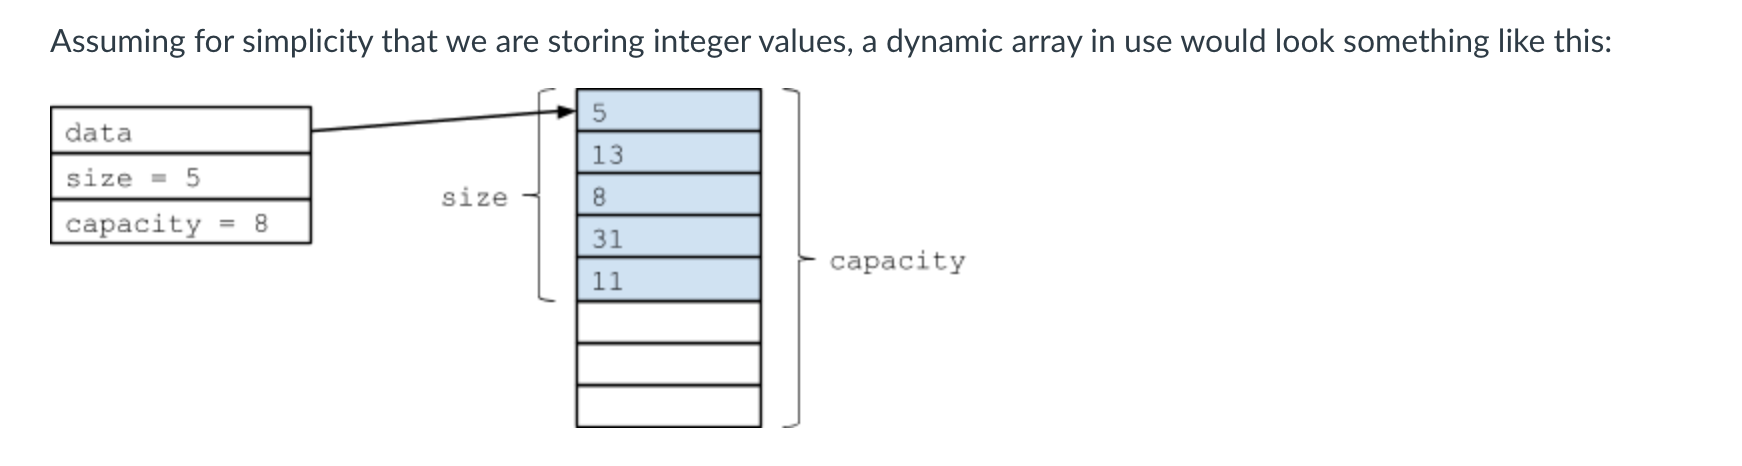 Assuming for simplicity that we are storing integer values, a dynamic array in use would look something like this:
data
size = 5
capacity = 8
size
5
13
8
31
11
capacity